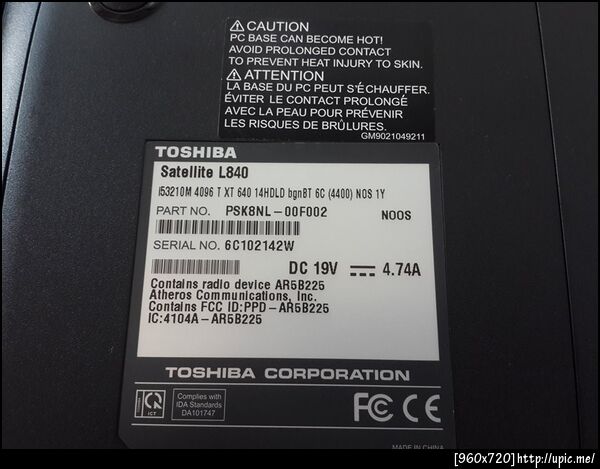 ⚠ CAUTION
PC BASE CAN BECOME HOT!
AVOID PROLONGED CONTACT
TO PREVENT HEAT INJURY TO SKIN.
⚠ ATTENTION
LA BASE DU PC PEUT S'ÉCHAUFFER.
ÉVITER LE CONTACT PROLONGÉ
AVEC LA PEAU POUR PRÉVENIR
LES RISQUES DE BRÛLURES.
GM9021049211
TOSHIBA
Satellite L840
I53210M 4096 T XT 640 14HDLD bgnBT 6C (4400) NOS 1Y
PART NO. PSK8NL-00F002 NOOS
SERIAL NO. 6C102142W
DC 19V 4.74A
Contains radio device AR5B225
Atheros Communications, Inc.
Contains FCC ID:PPD-AR5B225
IC:4104A-AR5B225
TOSHIBA CORPORATION
ICT
Complies with
IDA Standards
DA101747
FC CE
MADE IN CHINA
[960x720]http://upic.me/